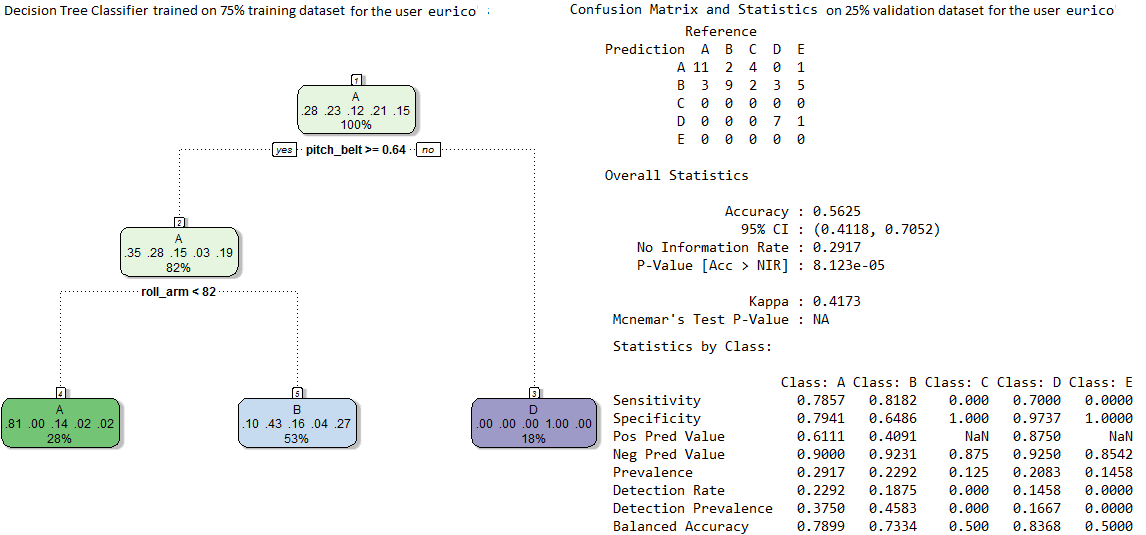 Decision Tree Classifier trained on 75% training dataset for the user eurico
1
A
.28 .23 .12 .21 .15
100%
yes pitch_belt >= 0.64 no
2
A
.35 .28 .15 .03 .19
82%
roll_arm < 82
4
A
.81 .00 .14 .02 .02
28%
5
B
.10 .43 .16 .04 .27
53%
3
D
.00 .00 .00 1.00 .00
18%
Confusion Matrix and Statistics on 25% validation dataset for the user eurico
Reference
Prediction A B C D E
A 11 2 4 0 1
B 3 9 2 3 5
C 0 0 0 0 0
D 0 0 0 7 1
E 0 0 0 0 0
Overall Statistics
Accuracy : 0.5625
95% CI : (0.4118, 0.7052)
No Information Rate : 0.2917
P-Value [Acc > NIR] : 8.123e-05
Kappa : 0.4173
Mcnemar's Test P-Value : NA
Statistics by Class:
Class: A Class: B Class: C Class: D Class: E
Sensitivity 0.7857 0.8182 0.000 0.7000 0.0000
Specificity 0.7941 0.6486 1.000 0.9737 1.0000
Pos Pred Value 0.6111 0.4091 NaN 0.8750 NaN
Neg Pred Value 0.9000 0.9231 0.875 0.9250 0.8542
Prevalence 0.2917 0.2292 0.125 0.2083 0.1458
Detection Rate 0.2292 0.1875 0.000 0.1458 0.0000
Detection Prevalence 0.3750 0.4583 0.000 0.1667 0.0000
Balanced Accuracy 0.7899 0.7334 0.500 0.8368 0.5000